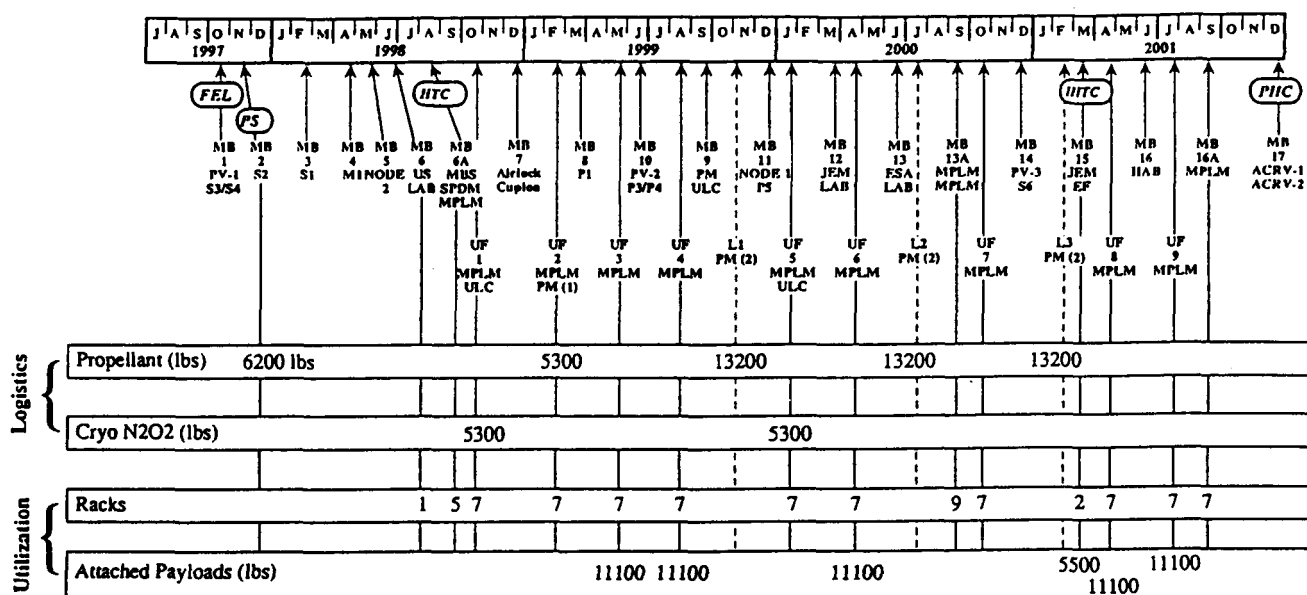 J A S O N D J F M A M J J A S O N D J F M A M J J A S O N D J F M A M J J A S O N D J F M A M J J A S O N D
1997 1998 1999 2000 2001
FEL PS HTC PHC
MB 1 PV-1 S3/S4
MB 2 S2
MB 3 S1
MB 4 M1
MB 5 NODE 2
MB 6 US LAB
MB 6A MBS SPDM MPLM
MB 7 Airlock Cuploa
MB 8 P1
MB 10 PV-2 P3/P4
MB 9 PM ULC
MB 11 NODE 1 P5
MB 12 JEM LAB
MB 13 ESA LAB
MB 13A MPLM MPLM
MB 14 PV-3 S6
MB 15 JEM EF
MB 16 HAB
MB 16A MPLM
MB 17 ACRV-1 ACRV-2
UF 1 MPLM ULC
UF 2 MPLM PM (1)
UF 3 MPLM
UF 4 MPLM
L1 PM (2)
UF 5 MPLM ULC
UF 6 MPLM
L2 PM (2)
UF 7 MPLM
L3 PM (2)
UF 8 MPLM
UF 9 MPLM
Logistics
Propellant (lbs) 6200 lbs 5300 13200 13200 13200
Cryo N2O2 (lbs) 5300 5300
Utilization
Racks 1 5 7 7 7 7 7 7 9 7 2 7 7 7
Attached Payloads (lbs) 11100 11100 11100 5500 11100
11100